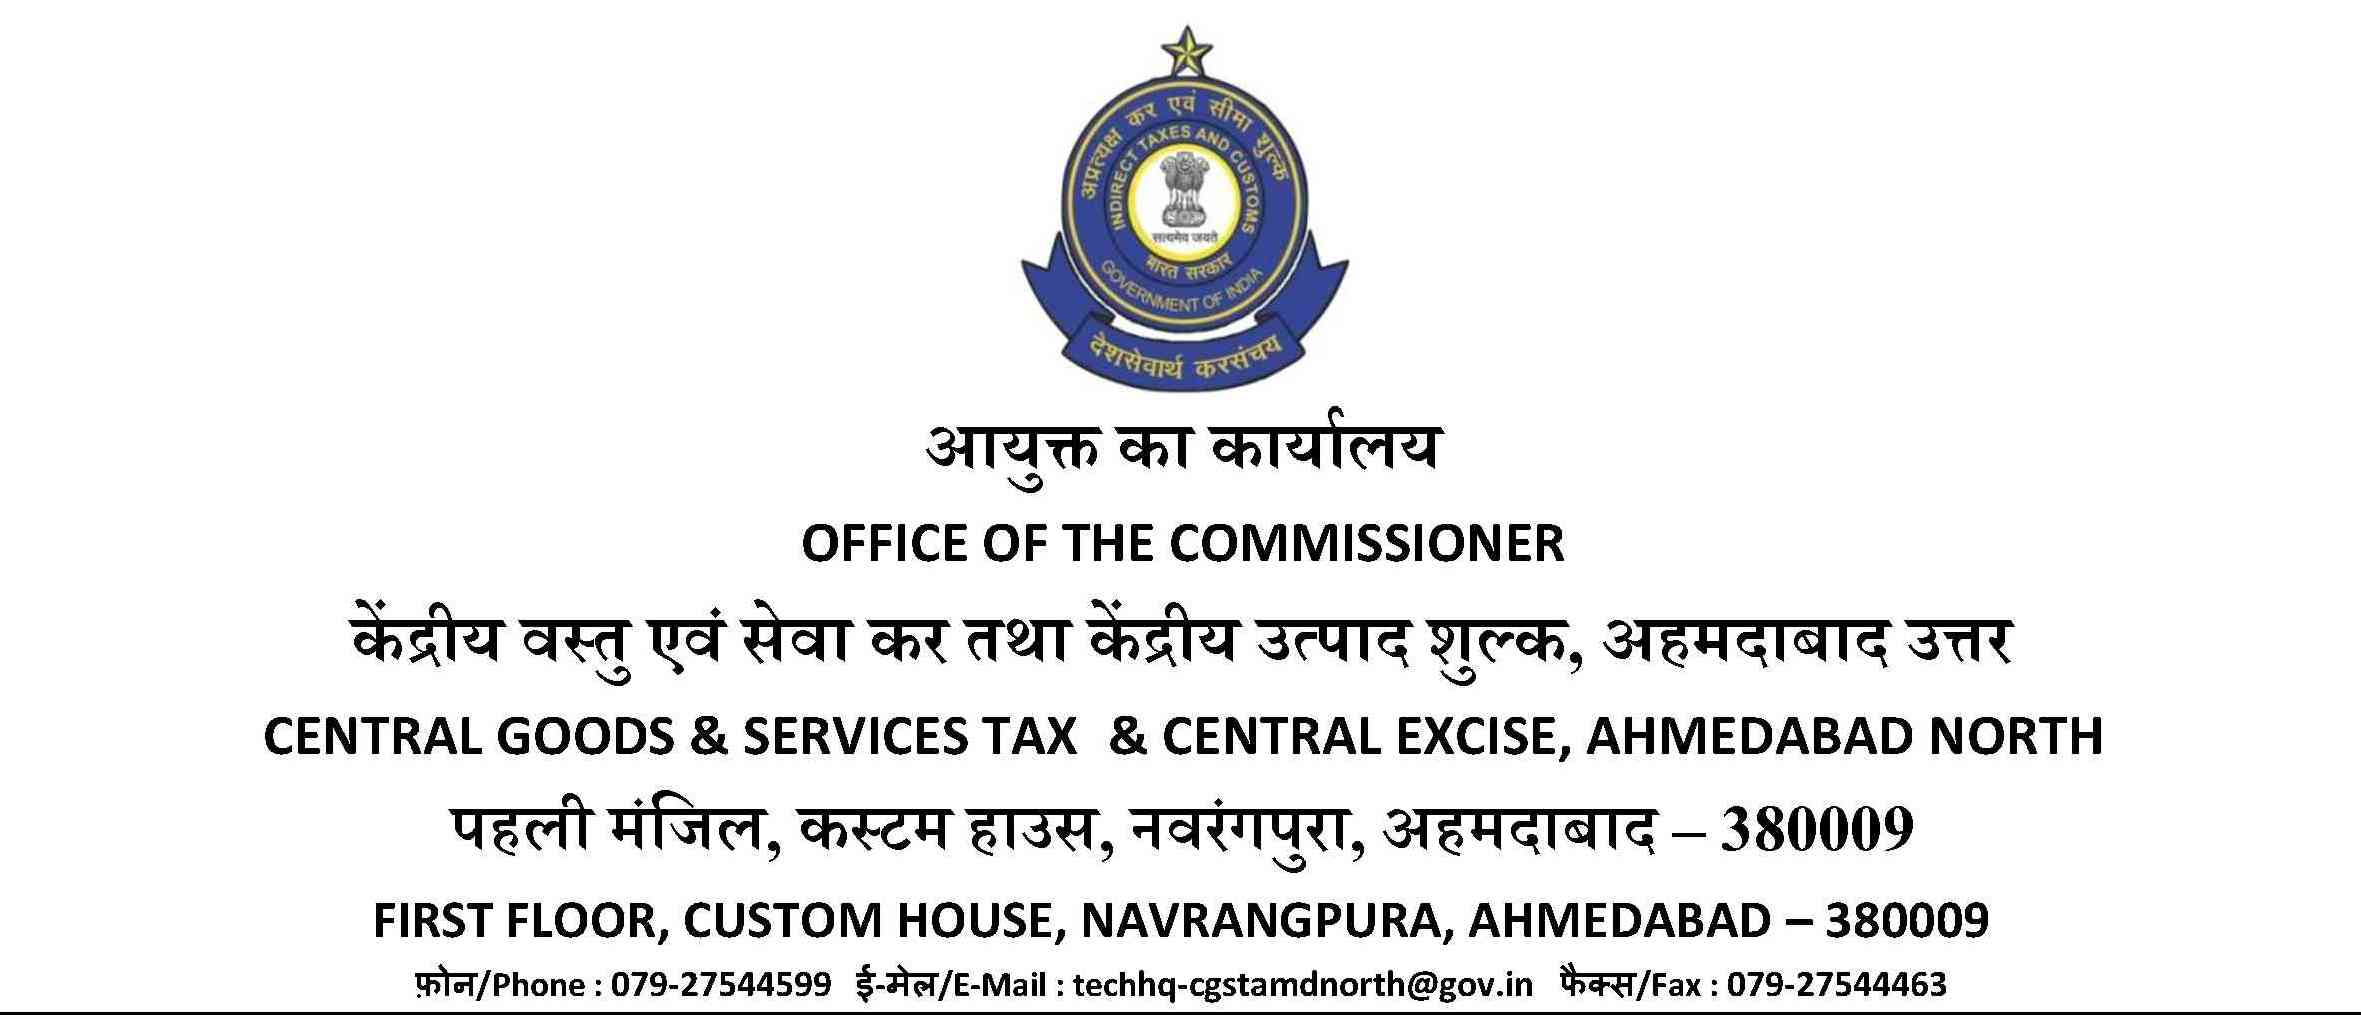 अप्रत्यक्ष कर एवं सीमा शुल्क
INDIRECT TAXES AND CUSTOMS
सत्यमेव जयते
भारत सरकार
GOVERNMENT OF INDIA
देशसेवार्थ करसंचय
आयुक्त का कार्यालय
OFFICE OF THE COMMISSIONER
केंद्रीय वस्तु एवं सेवा कर तथा केंद्रीय उत्पाद शुल्क, अहमदाबाद उत्तर
CENTRAL GOODS & SERVICES TAX & CENTRAL EXCISE, AHMEDABAD NORTH
पहली मंजिल, कस्टम हाउस, नवरंगपुरा, अहमदाबाद – 380009
FIRST FLOOR, CUSTOM HOUSE, NAVRANGPURA, AHMEDABAD – 380009
फ़ोन/Phone : 079-27544599 ई-मेल/E-Mail : techhq-cgstamdnorth@gov.in फैक्स/Fax : 079-27544463